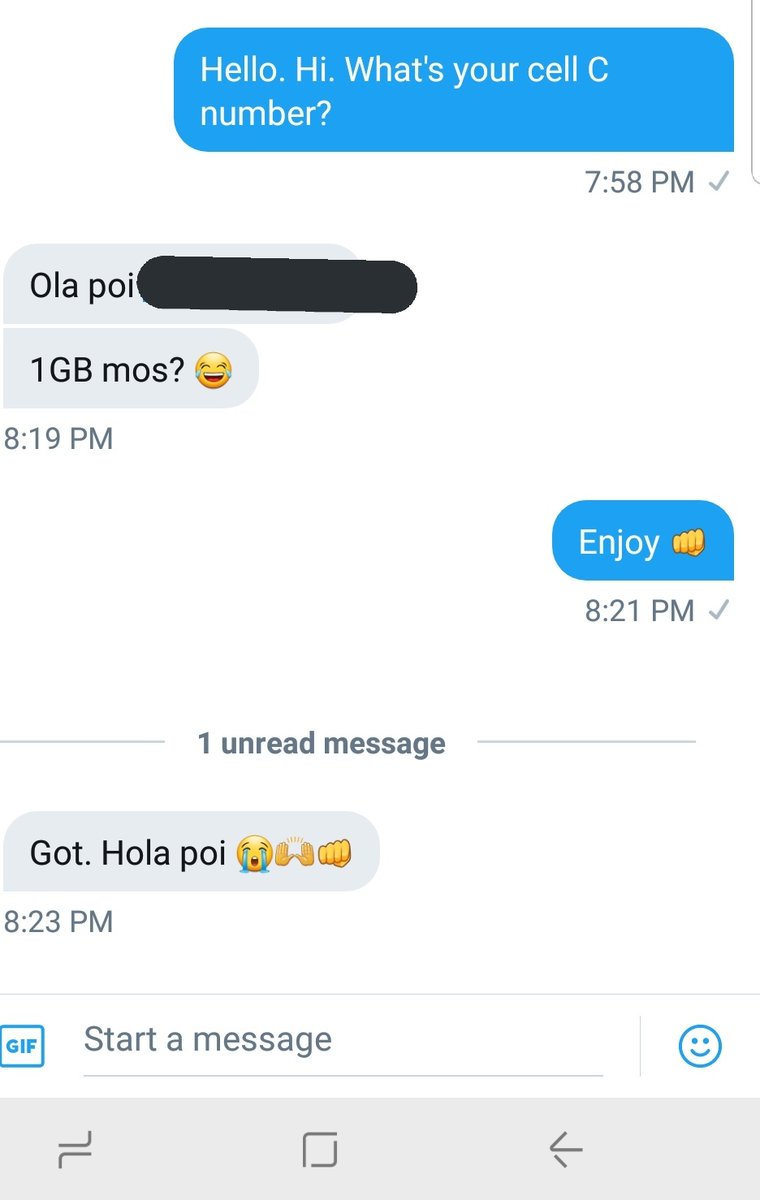 Hello. Hi. What's your cell C
number?
7:58 PM ✓
Ola poi
1GB mos? 😂
8:19 PM
Enjoy 👊
8:21 PM ✓
1 unread message
Got. Hola poi 😭🙌👊
8:23 PM
GIF Start a message